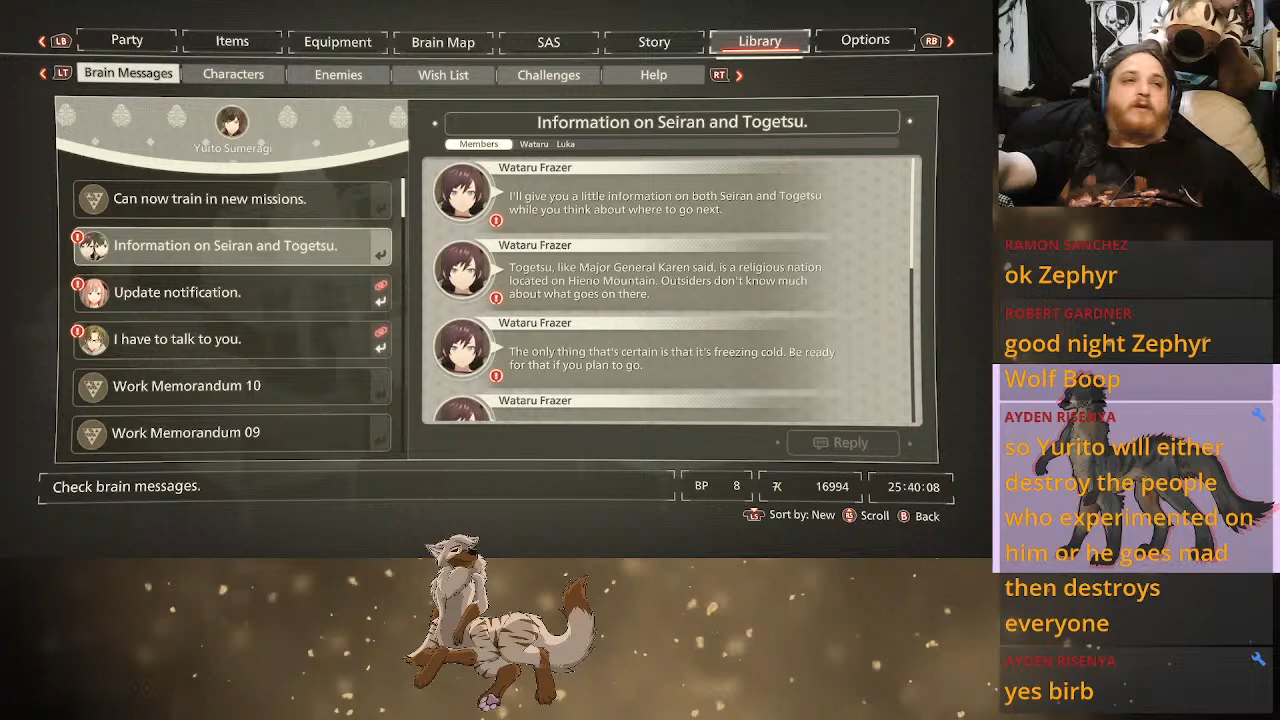 LB Party Items Equipment Brain Map SAS Story Library Options RB
LT Brain Messages Characters Enemies Wish List Challenges Help RT
Yuito Sumeragi
Can now train in new missions.
Information on Seiran and Togetsu.
Update notification.
I have to talk to you.
Work Memorandum 10
Work Memorandum 09
Information on Seiran and Togetsu.
Members Wataru Luka
Wataru Frazer
I'll give you a little information on both Seiran and Togetsu
while you think about where to go next.
Wataru Frazer
Togetsu, like Major General Karen said, is a religious nation
located on Hieno Mountain. Outsiders don't know much
about what goes on there.
Wataru Frazer
The only thing that's certain is that it's freezing cold. Be ready
for that if you plan to go.
Wataru Frazer
Reply
Check brain messages.
BP 8
16994
25:40:08
LS Sort by: New RS Scroll B Back
RAMON SANCHEZ
ok Zephyr
ROBERT GARDNER
good night Zephyr
Wolf Boop
AYDEN RISENYA
so Yurito will either
destroy the people
who experimented on
him or he goes mad
then destroys
everyone
AYDEN RISENYA
yes birb